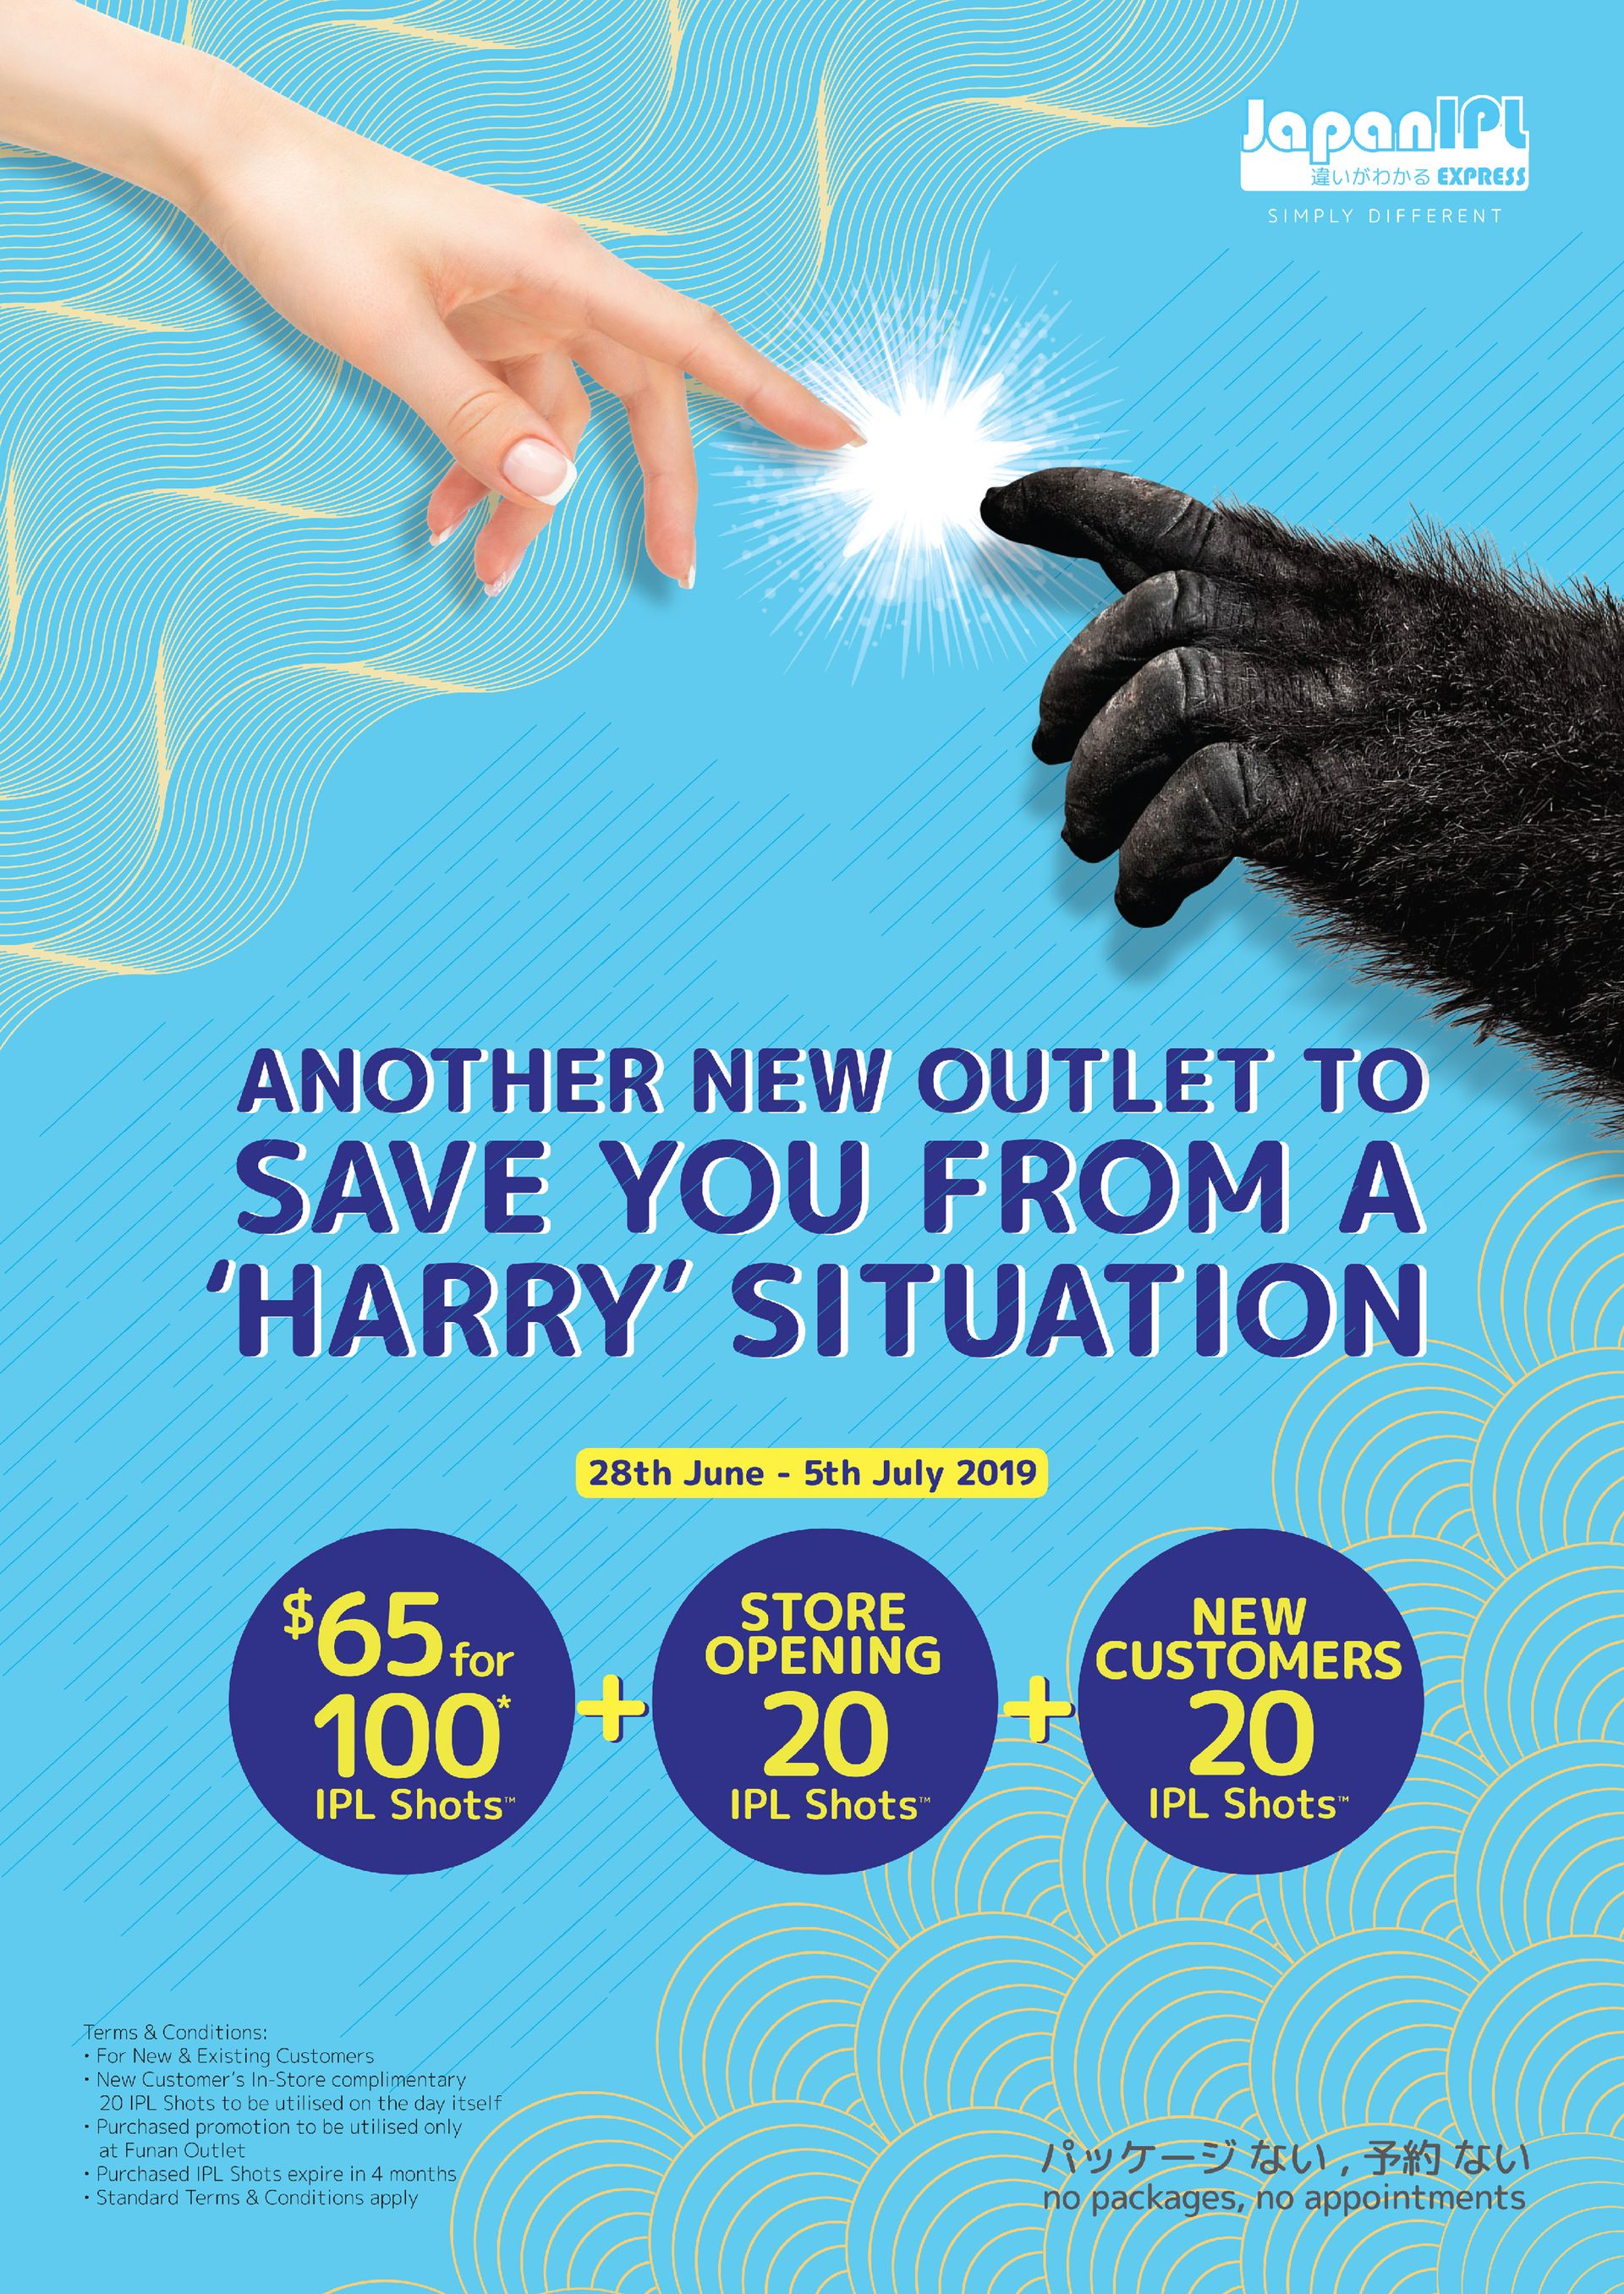 JapanIPL
違いがわかる EXPRESS
SIMPLY DIFFERENT
ANOTHER NEW OUTLET TO
SAVE YOU FROM A
'HARRY' SITUATION
28th June - 5th July 2019
$65 for
100*
IPL Shots™
+
STORE
OPENING
20
IPL Shots™
+
NEW
CUSTOMERS
20
IPL Shots™
Terms & Conditions:
• For New & Existing Customers
• New Customer's In-Store complimentary
20 IPL Shots to be utilised on the day itself
• Purchased promotion to be utilised only
at Funan Outlet
• Purchased IPL Shots expire in 4 months
• Standard Terms & Conditions apply
パッケージ ない , 予約 ない
no packages, no appointments